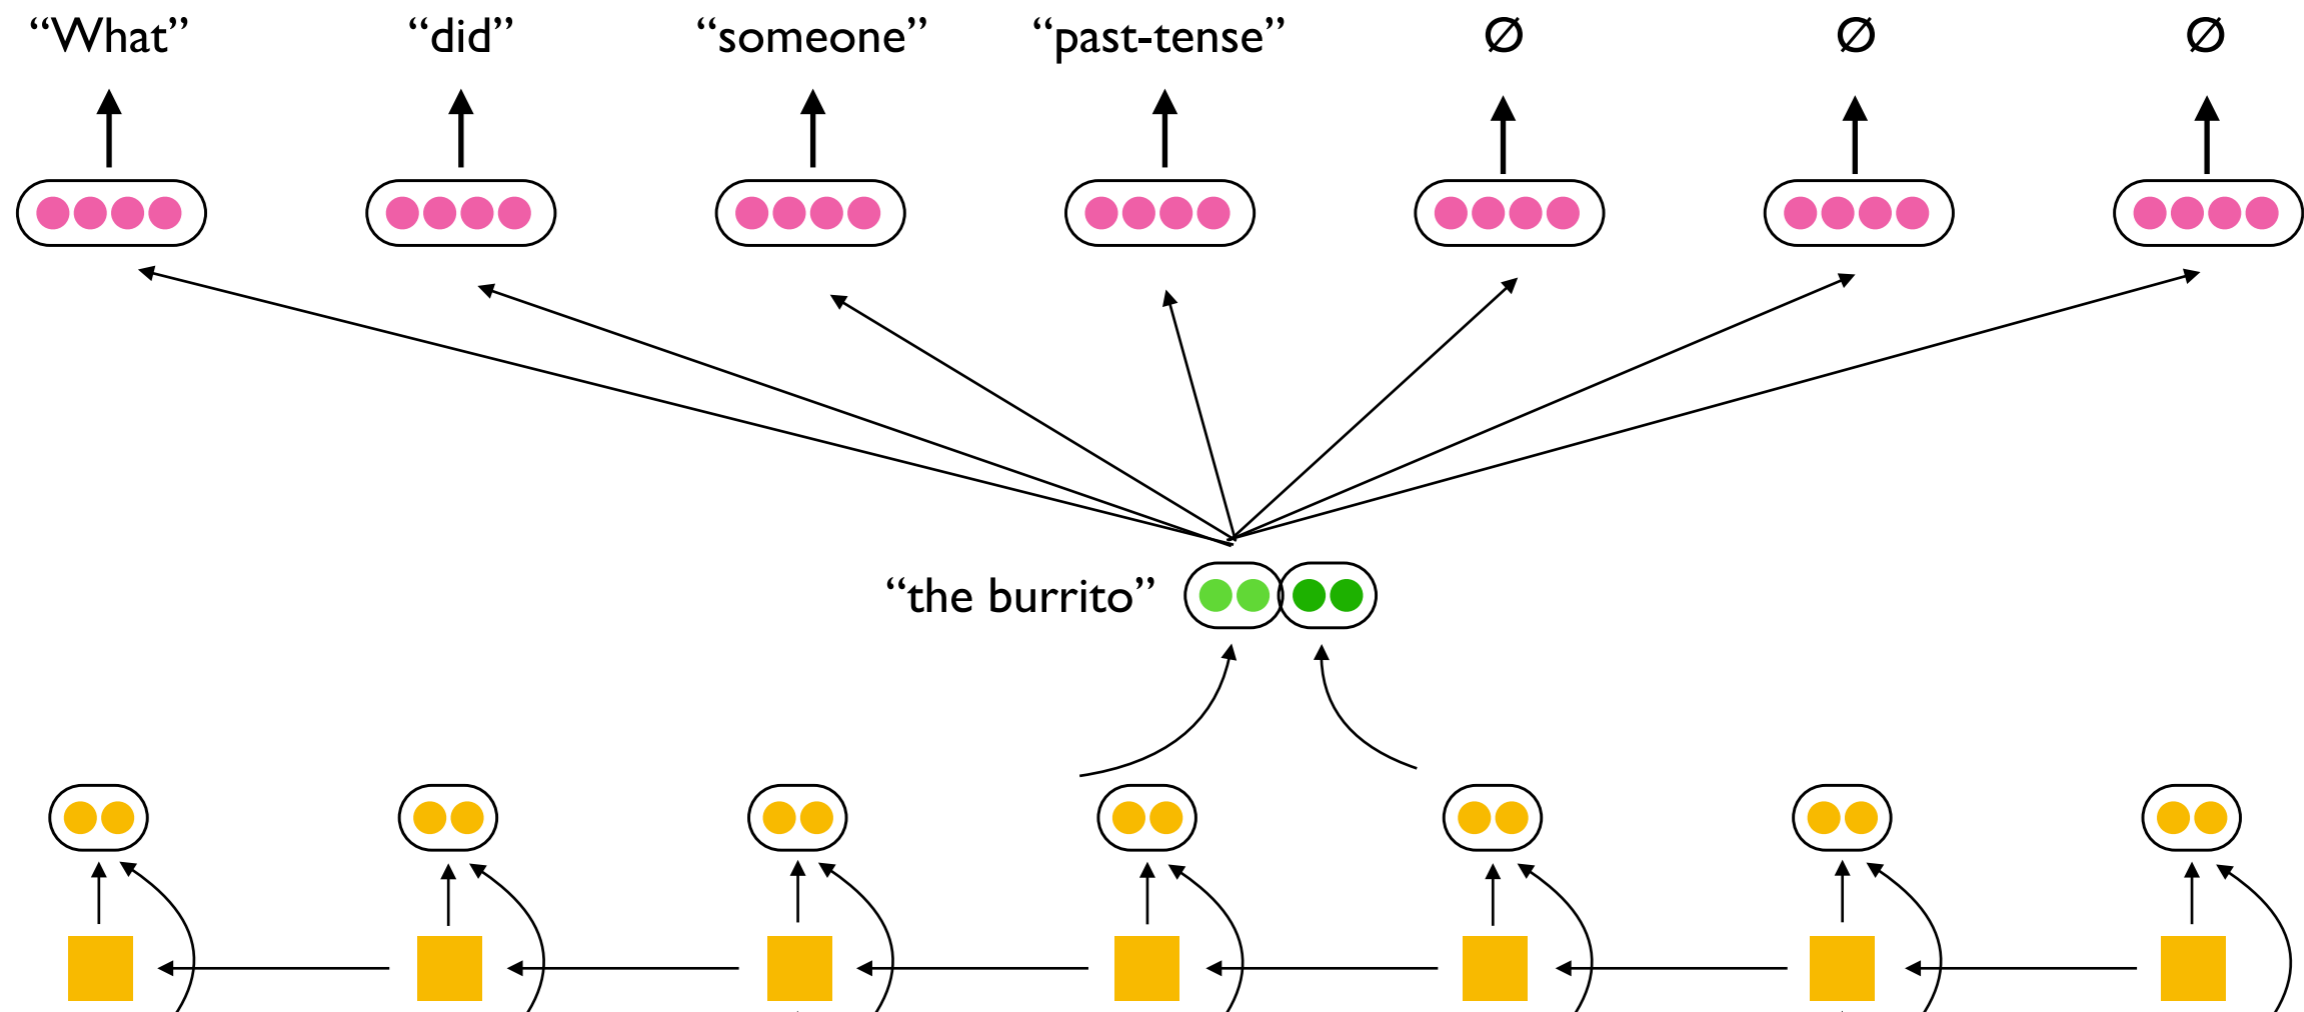 “What” “did” “someone” “past-tense” Ø Ø Ø
“the burrito”